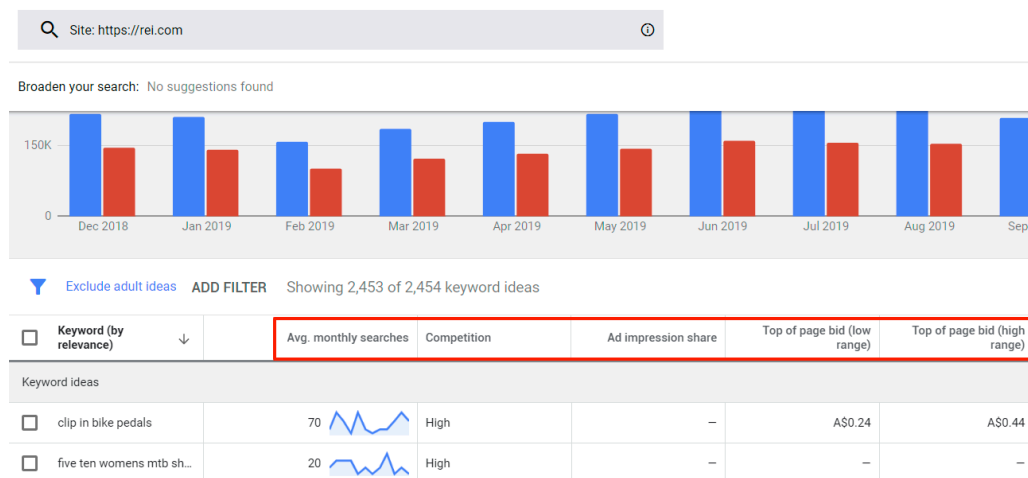 Site: https://rei.com
Broaden your search: No suggestions found
150K
0
Dec 2018 Jan 2019 Feb 2019 Mar 2019 Apr 2019 May 2019 Jun 2019 Jul 2019 Aug 2019 Sep
Exclude adult ideas ADD FILTER Showing 2,453 of 2,454 keyword ideas
Keyword (by relevance) Avg. monthly searches Competition Ad impression share Top of page bid (low range) Top of page bid (high range)
Keyword ideas
clip in bike pedals 70 High – A$0.24 A$0.44
five ten womens mtb sh... 20 High – – –